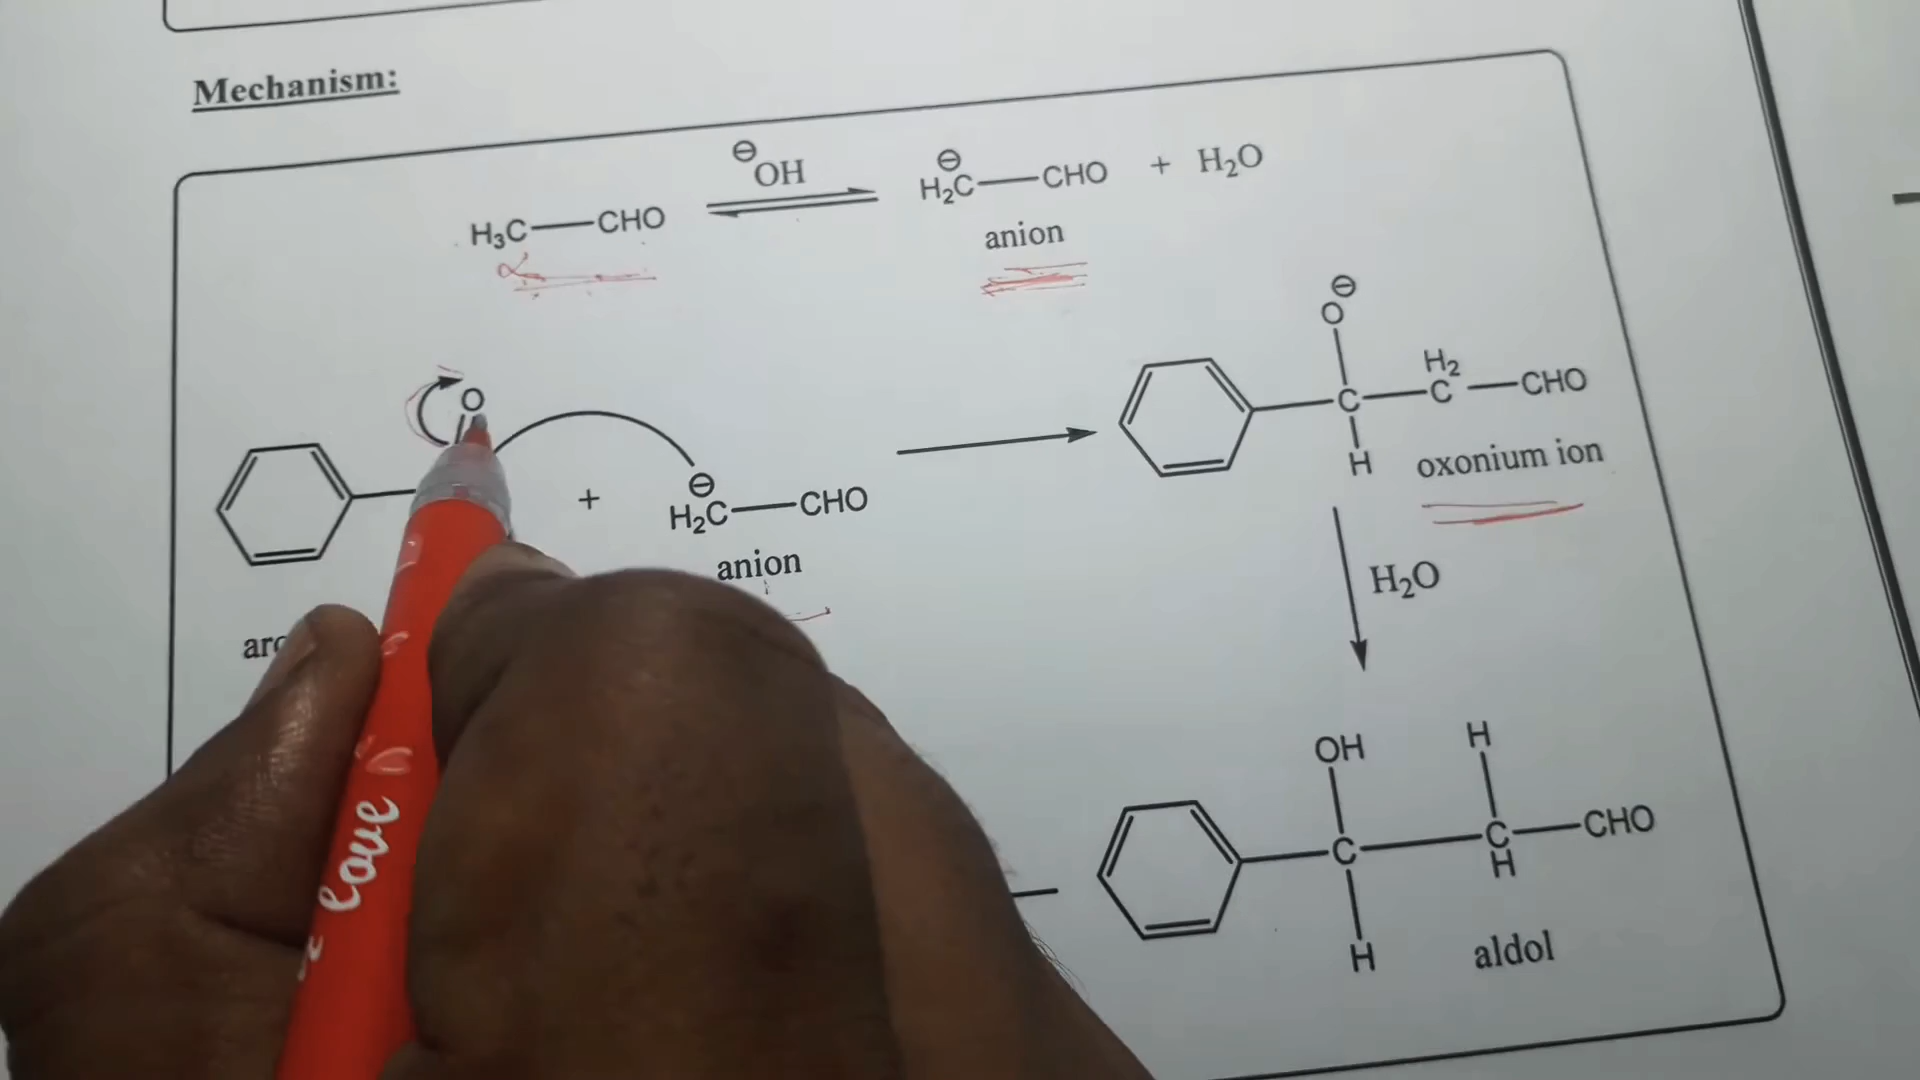 Mechanism:
⊖
OH
H₃C—CHO
⊖
H₂C—CHO + H₂O
α
anion
O
+
⊖
H₂C—CHO
anion
⊖
O
C
H₂
C—CHO
H
oxonium ion
H₂O
OH
H
C
C—CHO
H
H
aldol
love